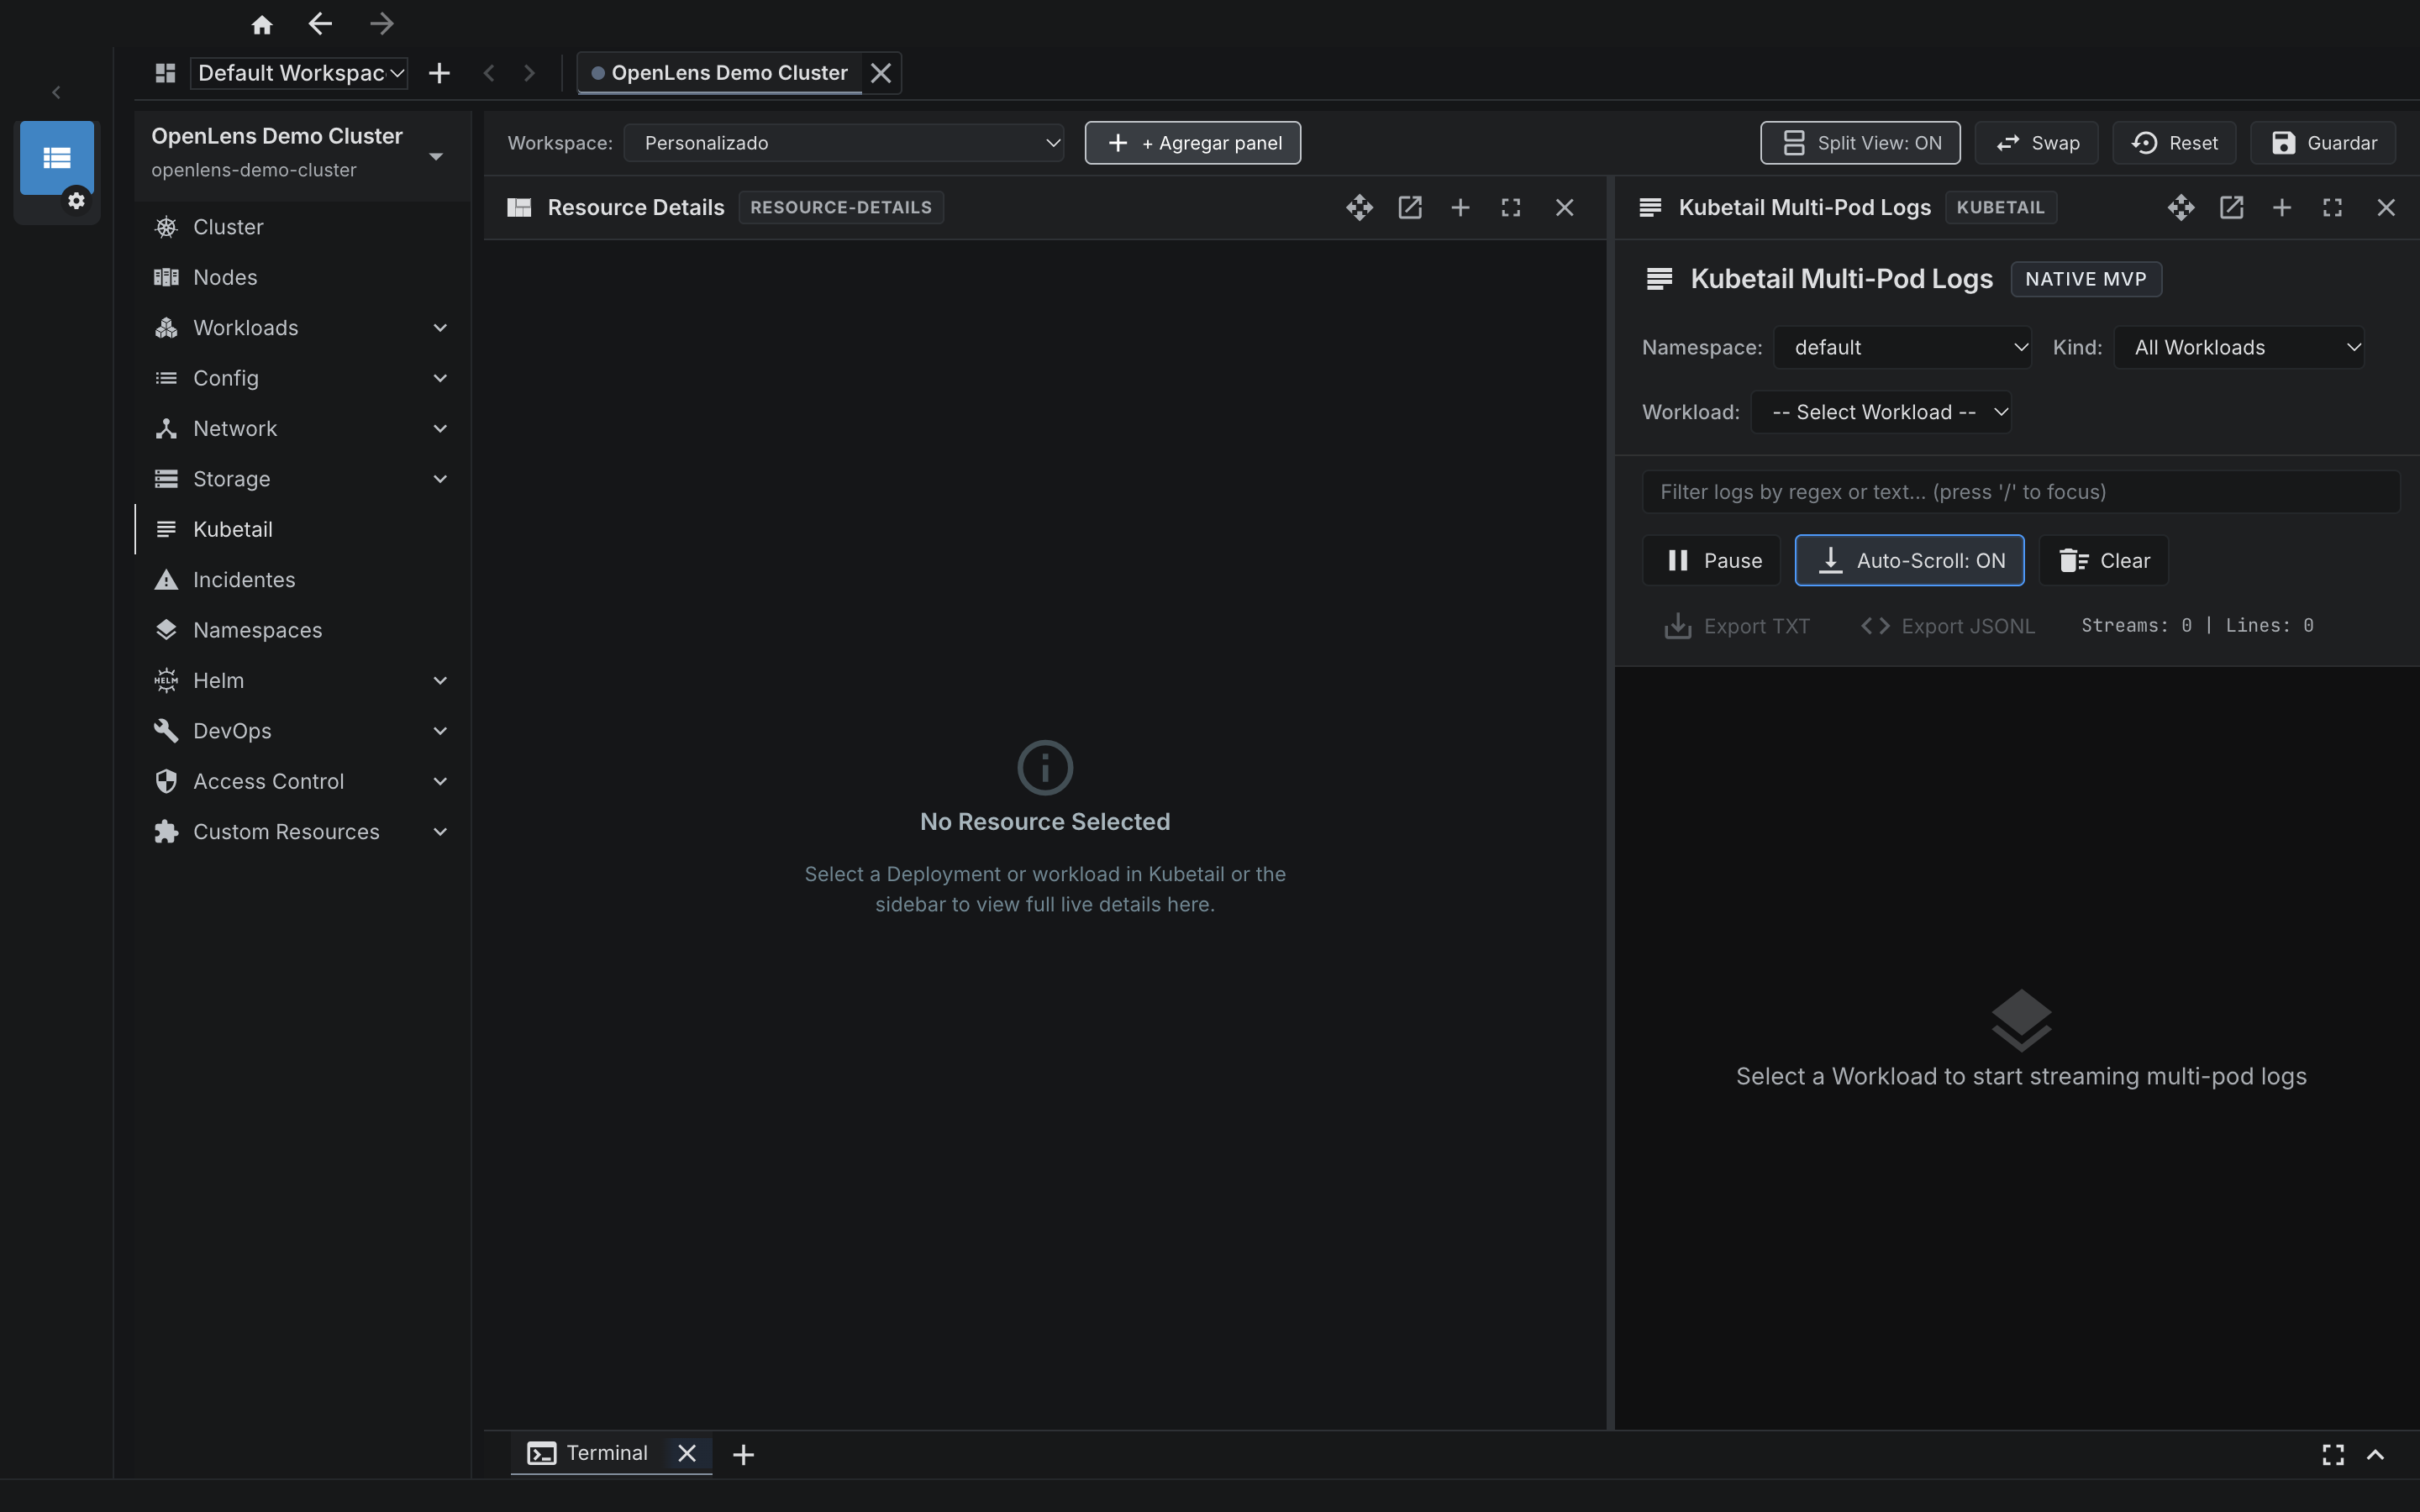 Default Workspac
OpenLens Demo Cluster
OpenLens Demo Cluster
openlens-demo-cluster
Cluster
Nodes
Workloads
Config
Network
Storage
Kubetail
Incidentes
Namespaces
HELM
Helm
DevOps
Access Control
Custom Resources
Workspace: Personalizado
+ Agregar panel
Split View: ON
Swap
Reset
Guardar
Resource Details RESOURCE-DETAILS
No Resource Selected
Select a Deployment or workload in Kubetail or the
sidebar to view full live details here.
Kubetail Multi-Pod Logs KUBETAIL
Kubetail Multi-Pod Logs NATIVE MVP
Namespace: default Kind: All Workloads
Workload: -- Select Workload --
Filter logs by regex or text... (press '/' to focus)
Pause Auto-Scroll: ON Clear
Export TXT Export JSONL Streams: 0 | Lines: 0
Select a Workload to start streaming multi-pod logs
Terminal